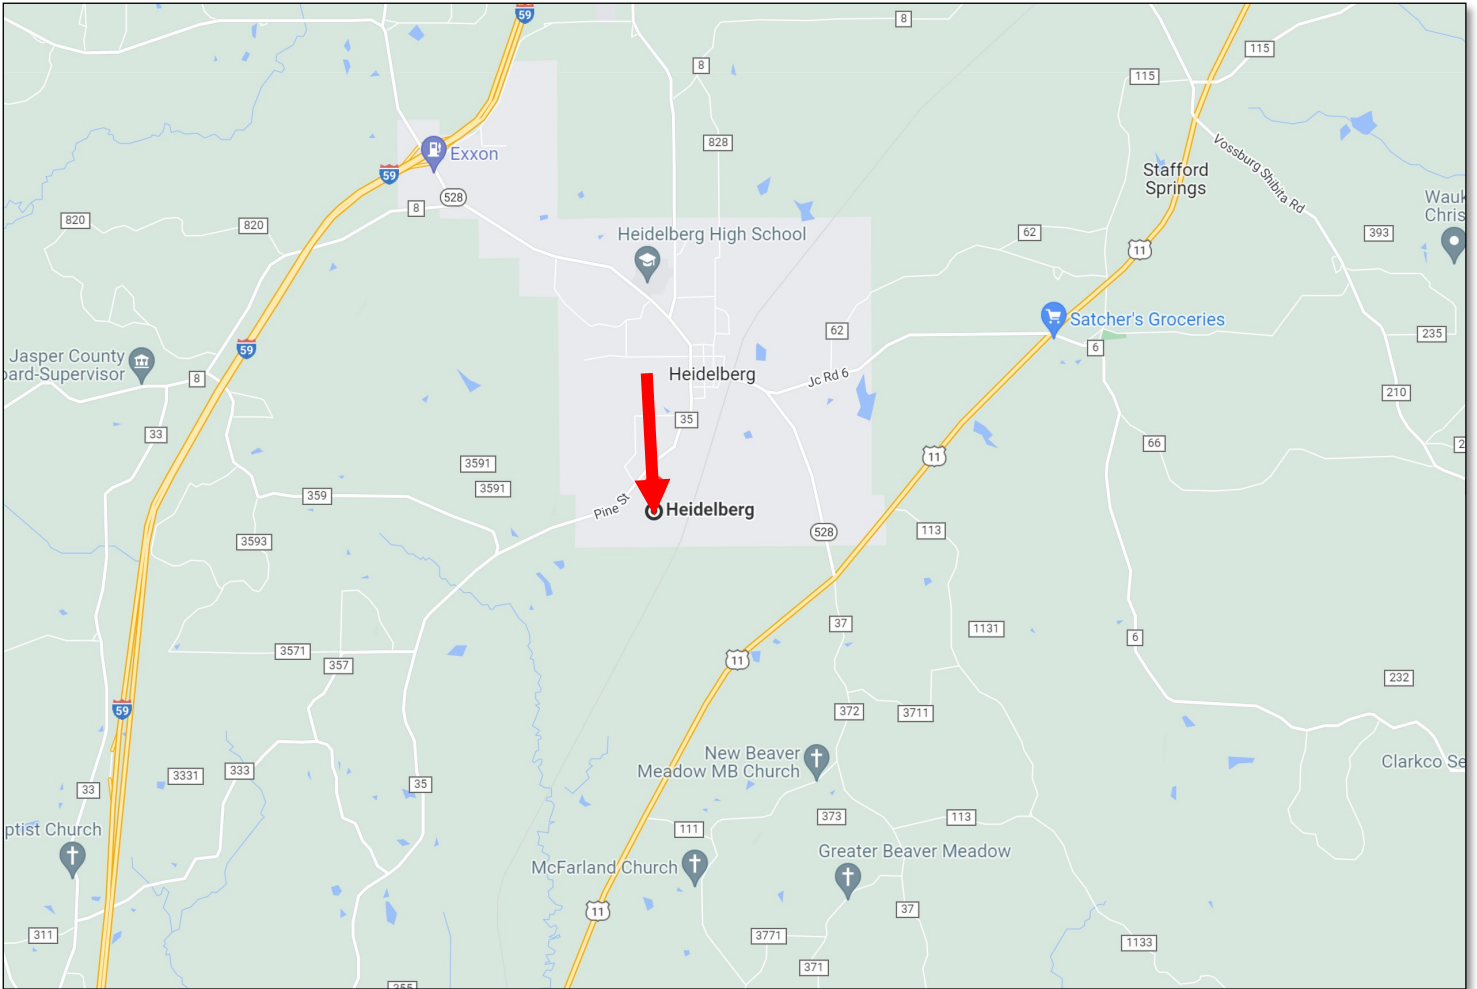 59
8
8
115
115
Exxon
828
Vossburg Shibita Rd
59
Stafford
Springs
528
Wauk
Chris
8
820
820
62
393
Heidelberg High School
11
Satcher's Groceries
62
235
59
6
Jasper County
ard-Supervisor
8
Heidelberg
Jc Rd 6
210
35
33
66
2
11
3591
3591
359
Pine St
Heidelberg
113
528
3593
37
1131
6
3571
357
11
232
59
372
3711
New Beaver
Meadow MB Church
Clarkco Se
3331
333
35
33
373
113
111
ptist Church
McFarland Church
Greater Beaver Meadow
11
37
311
3771
1133
371
355